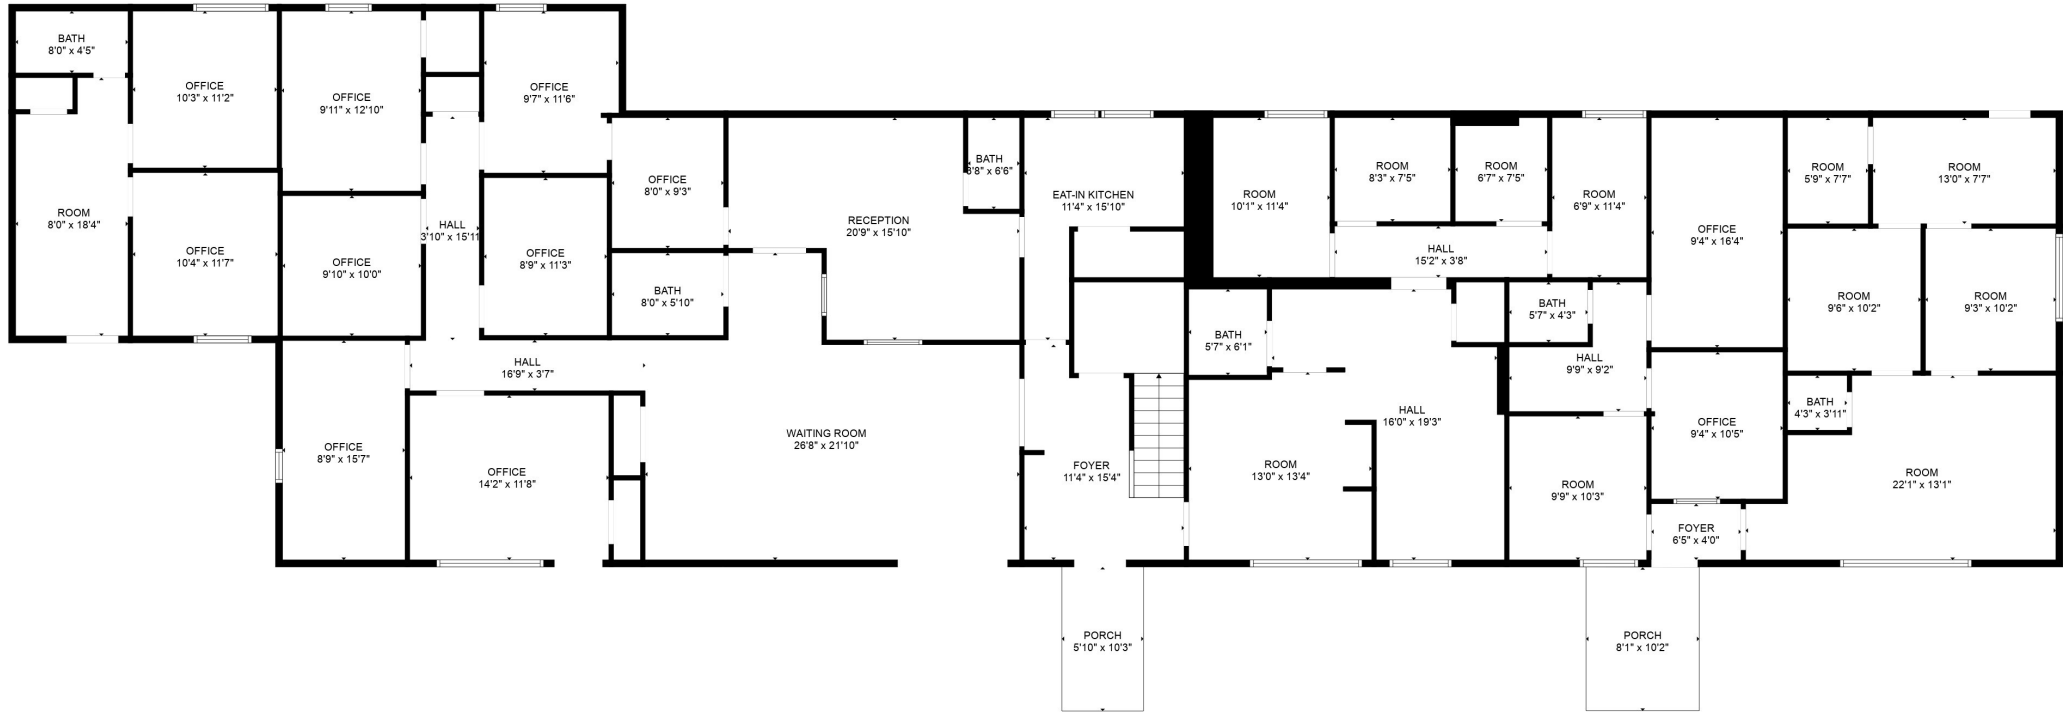 BATH
8'0" x 4'5"
OFFICE
10'3" x 11'2"
OFFICE
9'11" x 12'10"
OFFICE
9'7" x 11'6"
ROOM
8'0" x 18'4"
OFFICE
10'4" x 11'7"
OFFICE
9'10" x 10'0"
HALL
3'10" x 15'11
OFFICE
8'9" x 11'3"
OFFICE
8'0" x 9'3"
BATH
8'0" x 5'10"
RECEPTION
20'9" x 15'10"
BATH
3'8" x 6'6"
EAT-IN KITCHEN
11'4" x 15'10"
ROOM
10'1" x 11'4"
ROOM
8'3" x 7'5"
ROOM
6'7" x 7'5"
ROOM
6'9" x 11'4"
HALL
15'2" x 3'8"
OFFICE
9'4" x 16'4"
ROOM
5'9" x 7'7"
ROOM
13'0" x 7'7"
ROOM
9'6" x 10'2"
ROOM
9'3" x 10'2"
BATH
5'7" x 6'1"
BATH
5'7" x 4'3"
HALL
9'9" x 9'2"
HALL
16'9" x 3'7"
OFFICE
8'9" x 15'7"
OFFICE
14'2" x 11'8"
WAITING ROOM
26'8" x 21'10"
FOYER
11'4" x 15'4"
ROOM
13'0" x 13'4"
HALL
16'0" x 19'3"
ROOM
9'9" x 10'3"
OFFICE
9'4" x 10'5"
BATH
4'3" x 3'11"
ROOM
22'1" x 13'1"
FOYER
6'5" x 4'0"
PORCH
5'10" x 10'3"
PORCH
8'1" x 10'2"